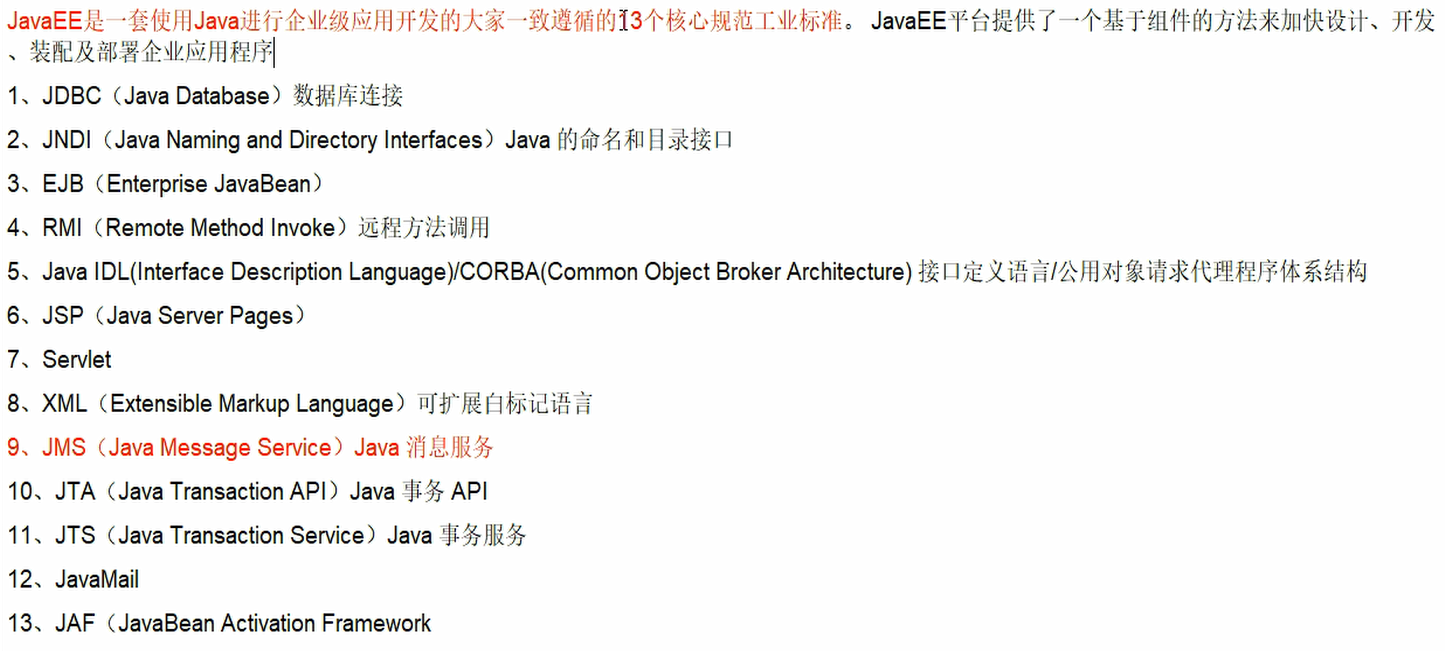 JavaEE是一套使用Java进行企业级应用开发的大家一致遵循的13个核心规范工业标准。 JavaEE平台提供了一个基于组件的方法来加快设计、开发
、装配及部署企业应用程序
1、JDBC（Java Database）数据库连接
2、JNDI（Java Naming and Directory Interfaces）Java 的命名和目录接口
3、EJB（Enterprise JavaBean）
4、RMI（Remote Method Invoke）远程方法调用
5、Java IDL(Interface Description Language)/CORBA(Common Object Broker Architecture) 接口定义语言/公用对象请求代理程序体系结构
6、JSP（Java Server Pages）
7、Servlet
8、XML（Extensible Markup Language）可扩展白标记语言
9、JMS（Java Message Service）Java 消息服务
10、JTA（Java Transaction API）Java 事务 API
11、JTS（Java Transaction Service）Java 事务服务
12、JavaMail
13、JAF（JavaBean Activation Framework